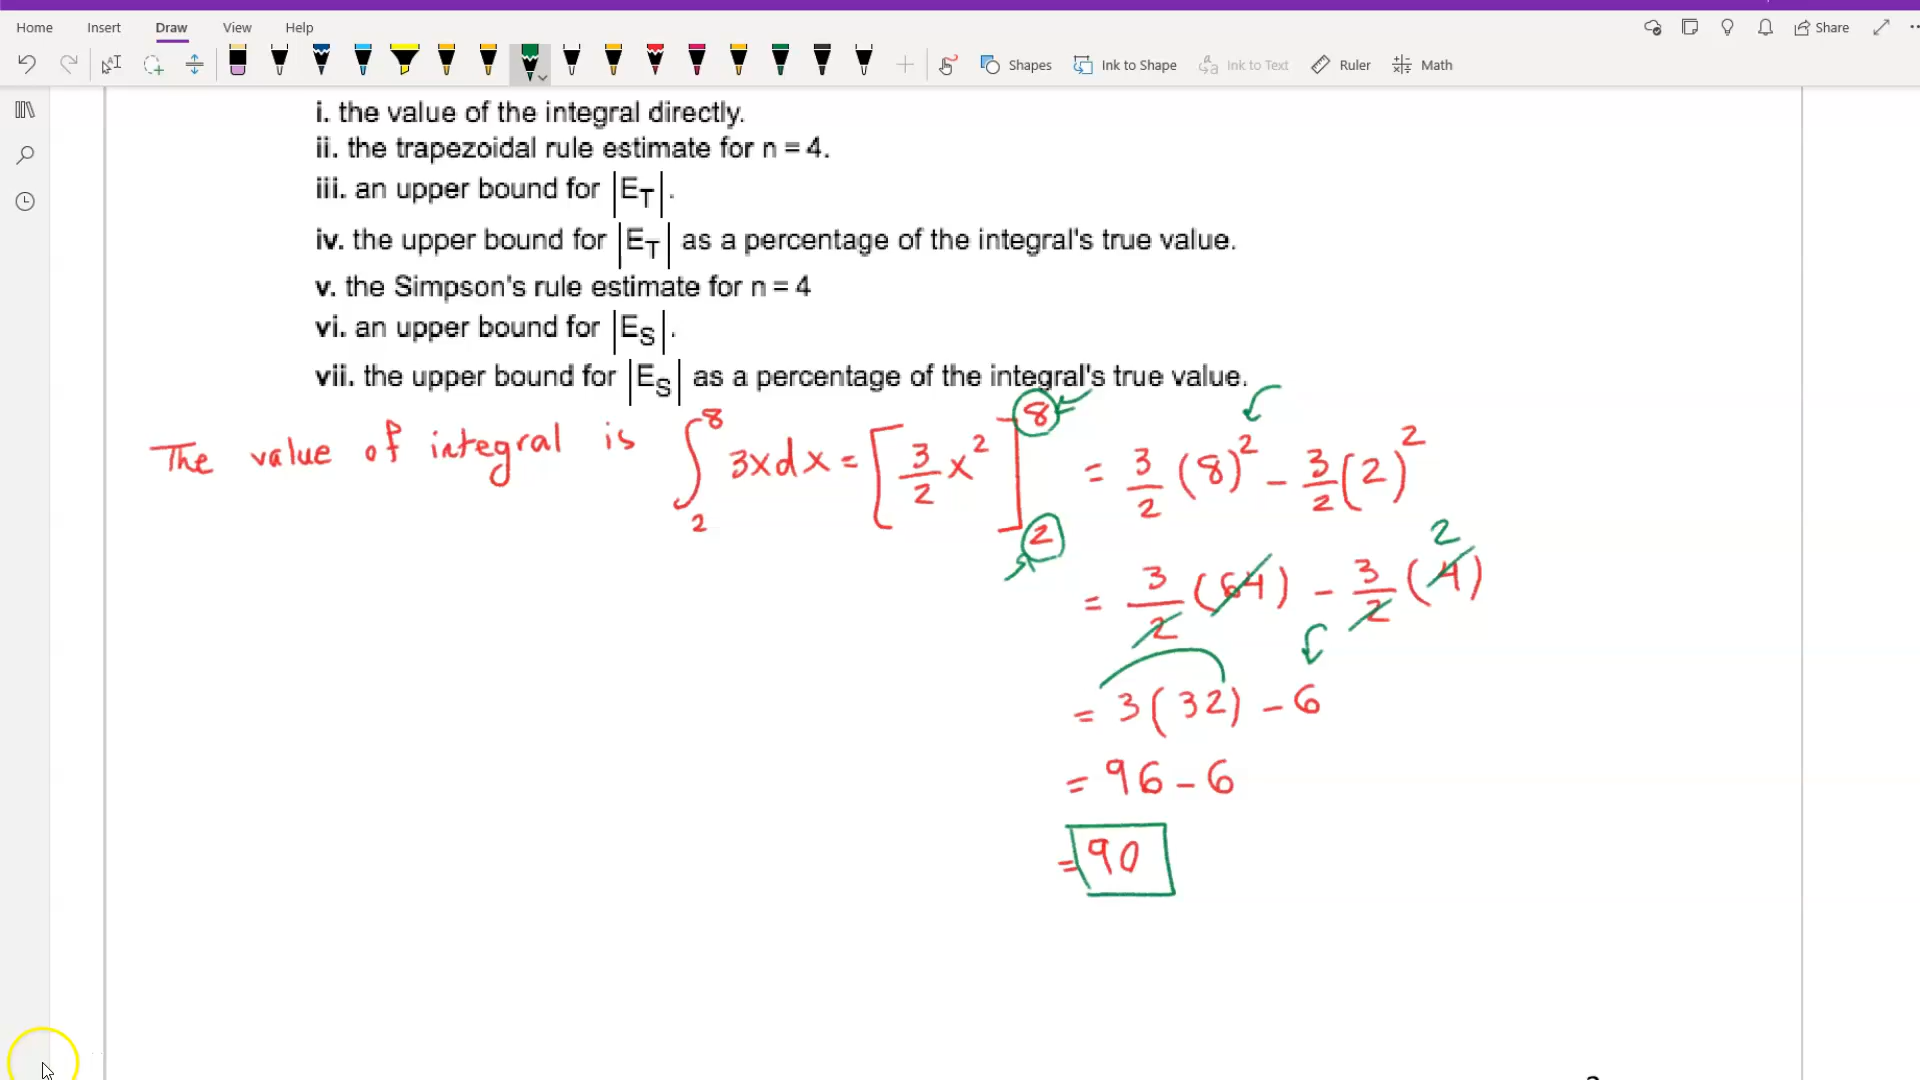 Home Insert Draw View Help Share
Shapes Ink to Shape Ink to Text Ruler Math
i. the value of the integral directly.
ii. the trapezoidal rule estimate for n = 4.
iii. an upper bound for |E_T|.
iv. the upper bound for |E_T| as a percentage of the integral's true value.
v. the Simpson's rule estimate for n = 4
vi. an upper bound for |E_S|.
vii. the upper bound for |E_S| as a percentage of the integral's true value.
The value of integral is ∫_2^8 3x dx = [3/2 x^2]_2^8 = 3/2 (8)^2 - 3/2 (2)^2
2
= 3/2 (64) - 3/2 (4)
= 3(32) - 6
= 96 - 6
= 90